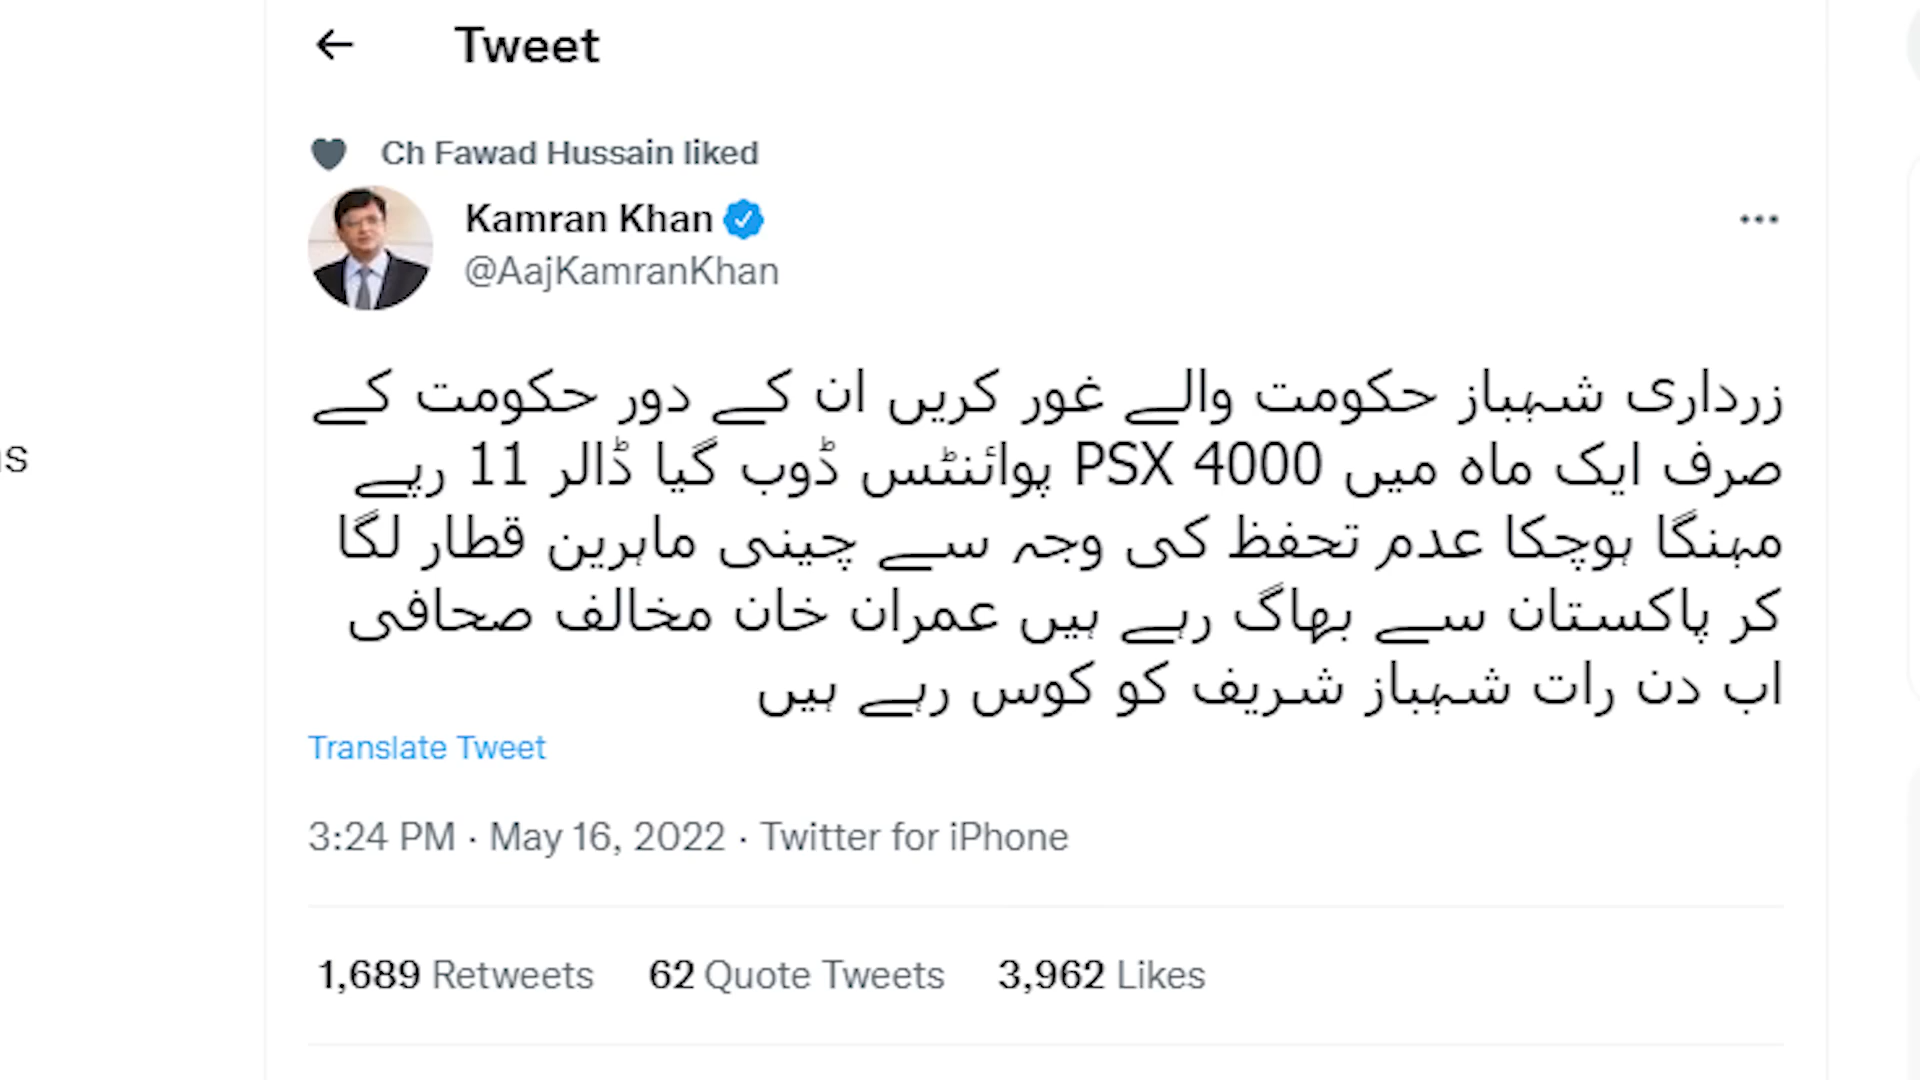 Tweet
Ch Fawad Hussain liked
Kamran Khan
@AajKamranKhan
زرداری شہباز حکومت والے غور کریں ان کے دور حکومت کے
صرف ایک ماہ میں PSX 4000 پوائنٹس ڈوب گیا ڈالر 11 رپے
مہنگا ہوچکا عدم تحفظ کی وجہ سے چینی ماہرین قطار لگا
کر پاکستان سے بھاگ رہے ہیں عمران خان مخالف صحافی
اب دن رات شہباز شریف کو کوس رہے ہیں
Translate Tweet
3:24 PM · May 16, 2022 · Twitter for iPhone
1,689 Retweets 62 Quote Tweets 3,962 Likes